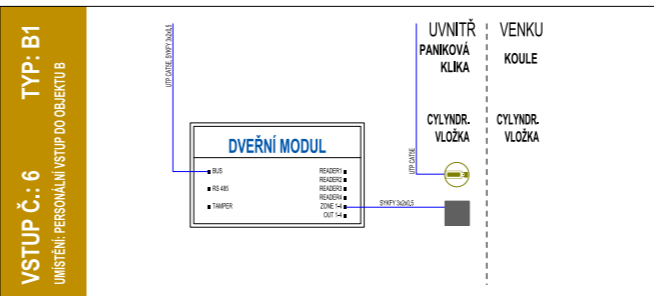 VSTUP Č.: 6 TYP: B1
UMÍSTĚNÍ: PERSONÁLNÍ VSTUP DO OBJEKTU B
UTP CAT5E, SYKFY 3x2x0,5
UVNITŘ
VENKU
PANIKOVÁ
KLIKA
KOULE
CYLYNDR.
VLOŽKA
CYLYNDR.
VLOŽKA
UTP CAT5E
DVEŘNÍ MODUL
BUS
RS 485
TAMPER
READER1
READER2
READER3
READER4
ZONE 1-4
OUT 1-4
SYKFY 3x2x0,5